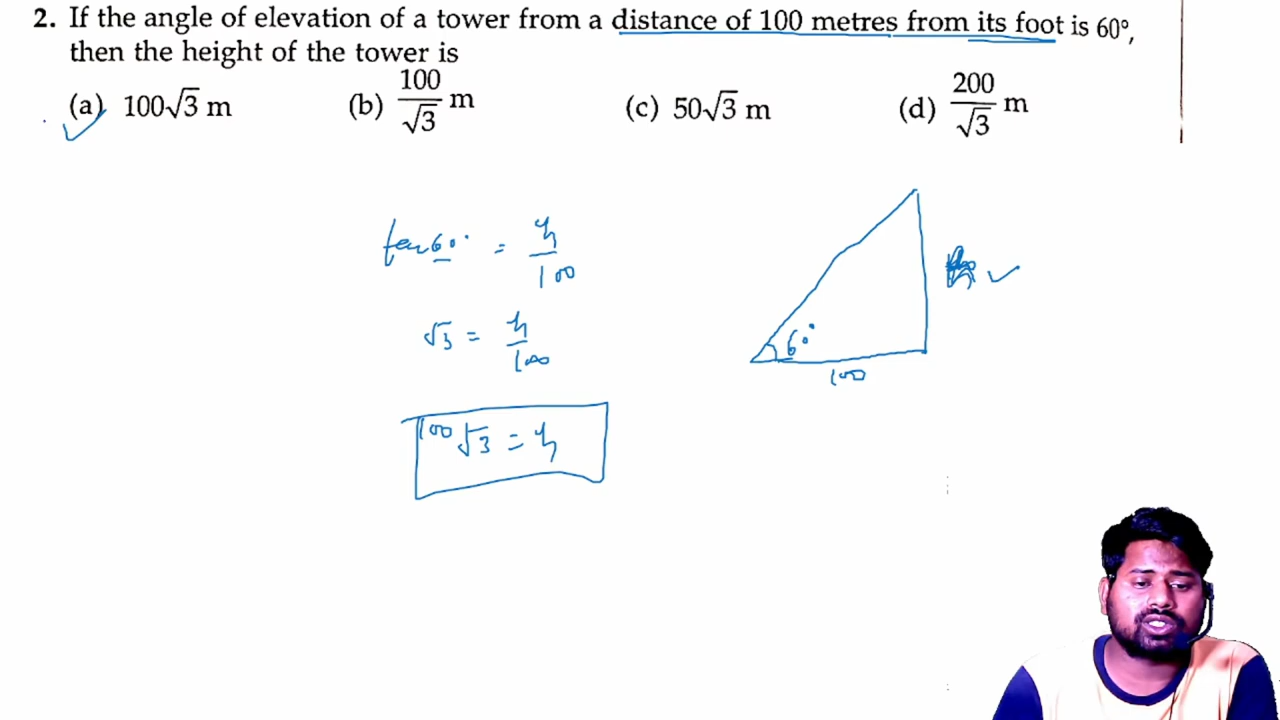 2. If the angle of elevation of a tower from a distance of 100 metres from its foot is 60°,
then the height of the tower is
(a) 100√3 m (b) 100/√3 m (c) 50√3 m (d) 200/√3 m
tan60° = h/100
√3 = h/100
100√3 = h
60°
100